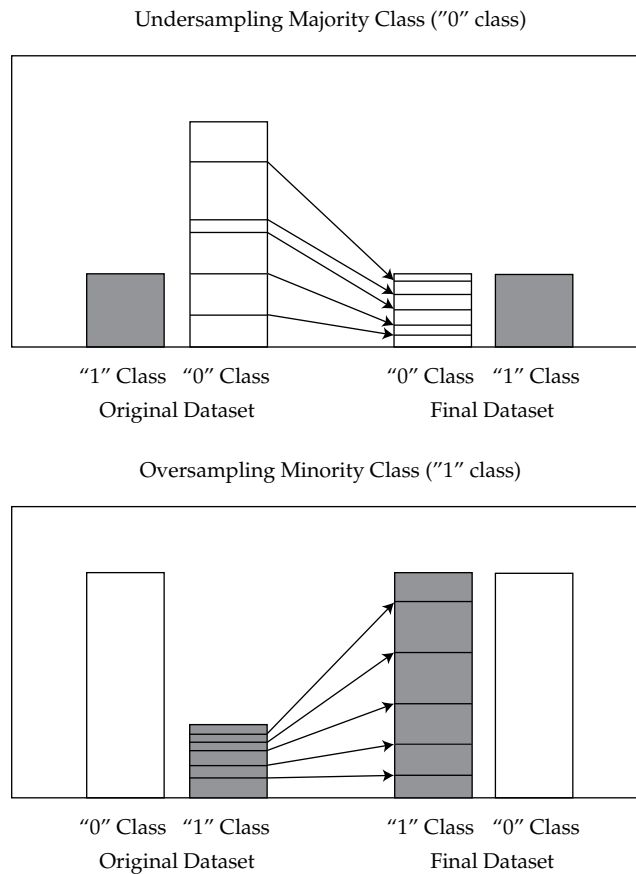 Undersampling Majority Class (”0” class)
“1” Class “0” Class “0” Class “1” Class
Original Dataset Final Dataset
Oversampling Minority Class (”1” class)
“0” Class “1” Class “1” Class “0” Class
Original Dataset Final Dataset